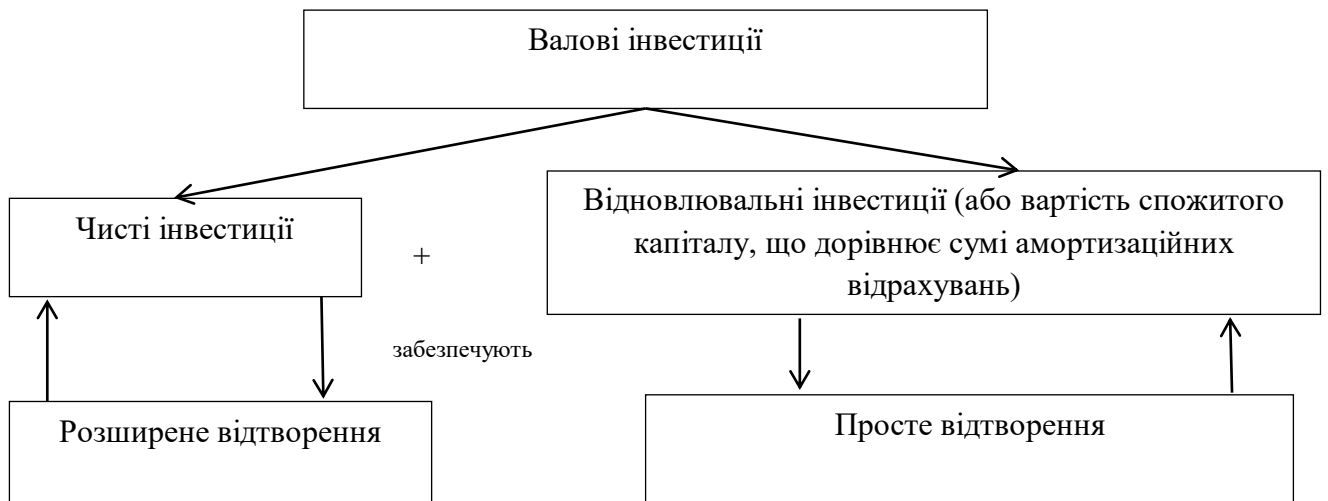 Валові інвестиції
Чисті інвестиції
+
Відновлювальні інвестиції (або вартість спожитого
капіталу, що дорівнює сумі амортизаційних
відрахувань)
забезпечують
Розширене відтворення
Просте відтворення